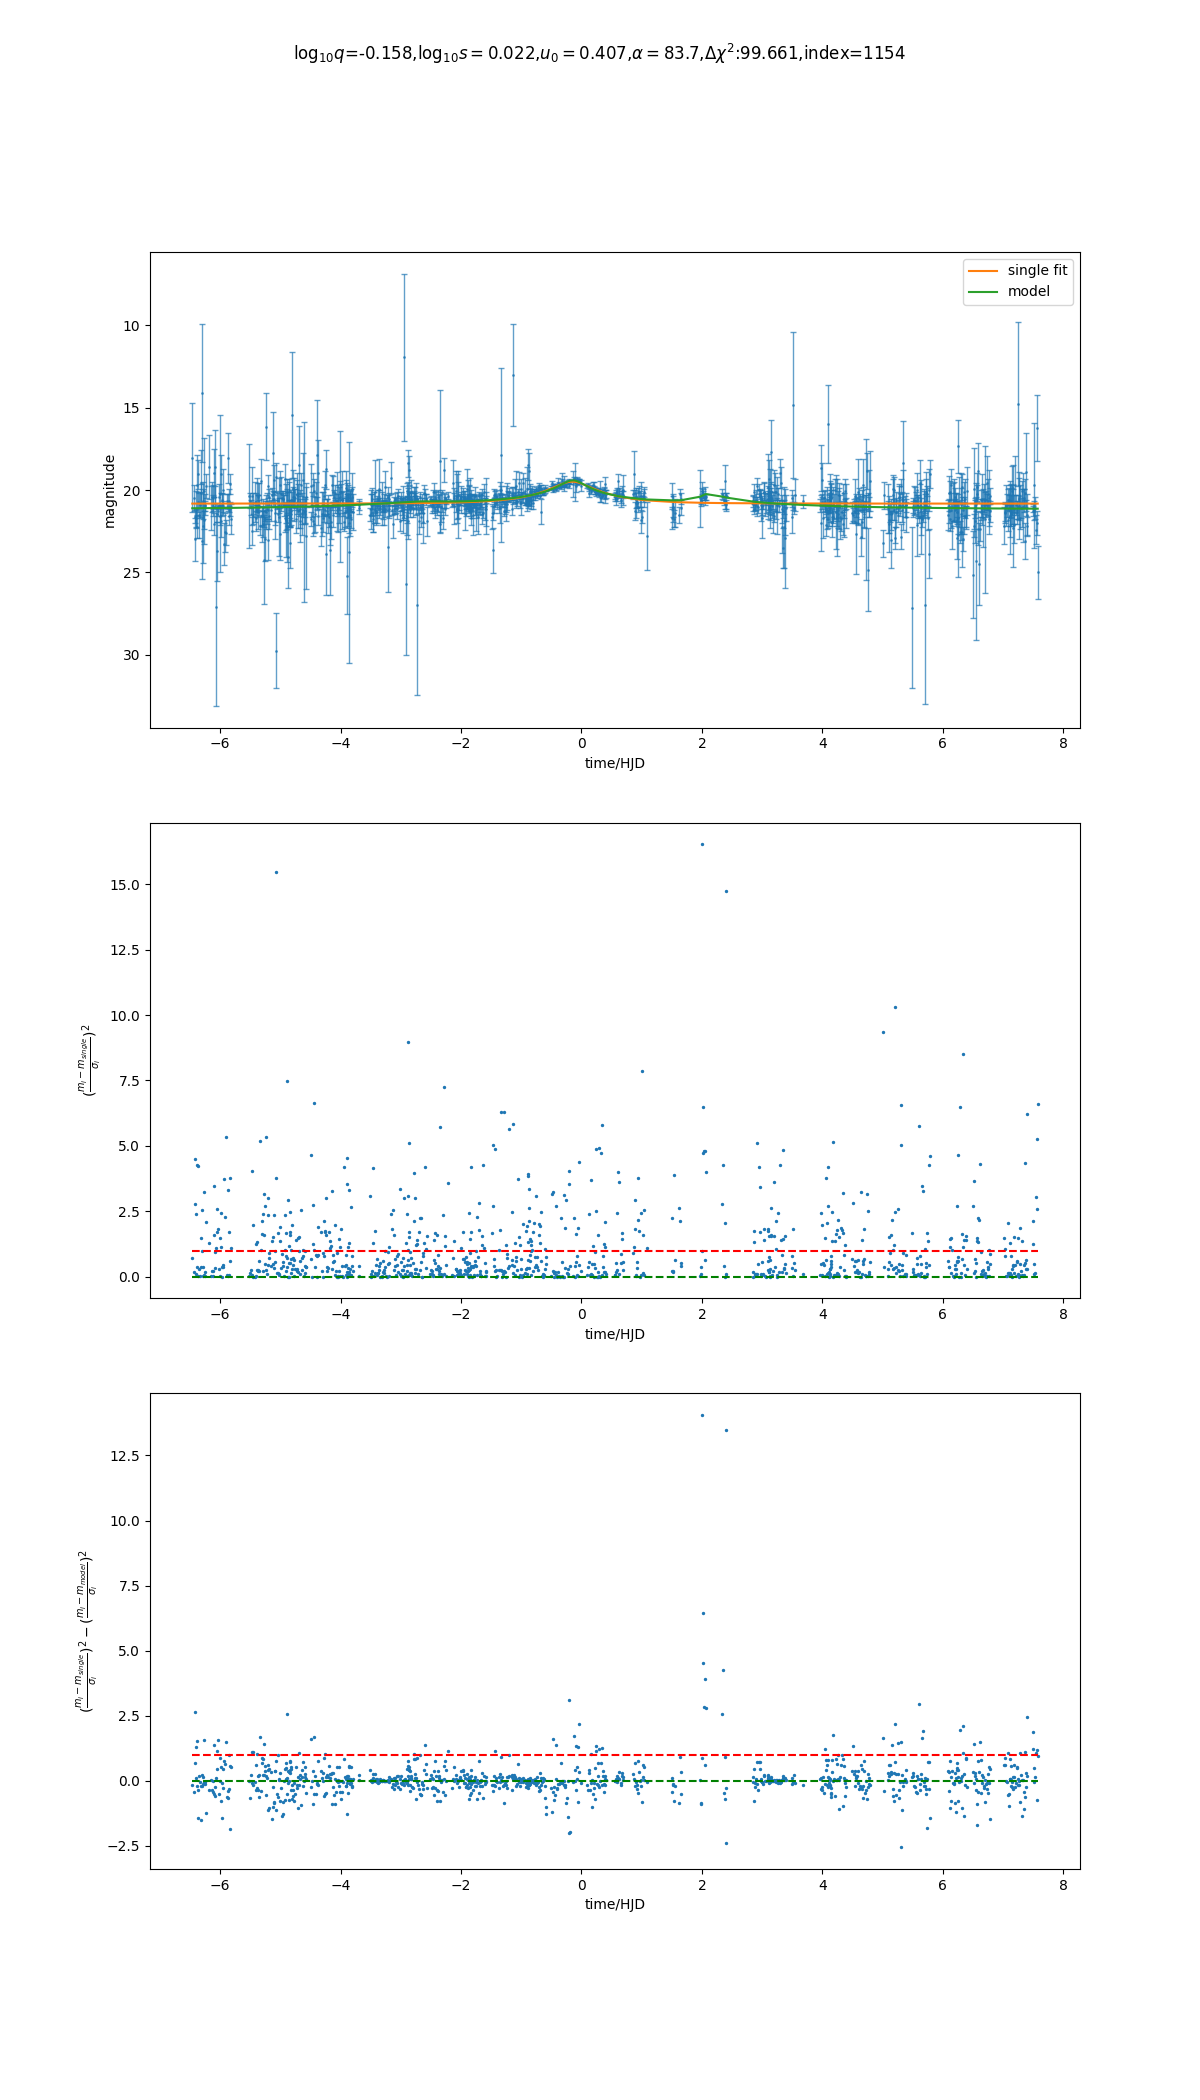 log₁₀q=-0.158,log₁₀s = 0.022,u₀ = 0.407,α = 83.7,Δχ²:99.661,index=1154
single fit
model
10
15
20
25
30
magnitude
−6 −4 −2 0 2 4 6 8
time/HJD
15.0
12.5
10.0
7.5
5.0
2.5
0.0
(mᵢ − m_single / σᵢ)²
−6 −4 −2 0 2 4 6 8
time/HJD
12.5
10.0
7.5
5.0
2.5
0.0
−2.5
(mᵢ − m_single / σᵢ)² − (mᵢ − m_model / σᵢ)²
−6 −4 −2 0 2 4 6 8
time/HJD